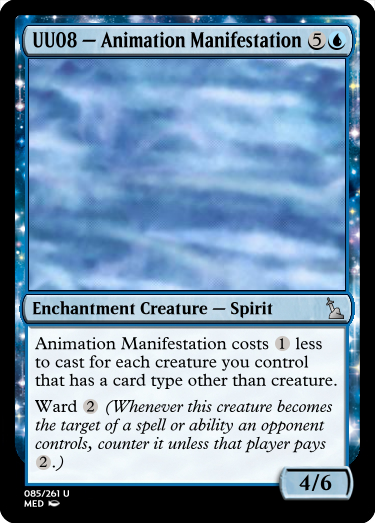 UU08 — Animation Manifestation 5
Enchantment Creature — Spirit
Animation Manifestation costs 1 less
to cast for each creature you control
that has a card type other than creature.
Ward 2 (Whenever this creature becomes
the target of a spell or ability an opponent
controls, counter it unless that player pays
2.)
4/6
085/261 U
MED